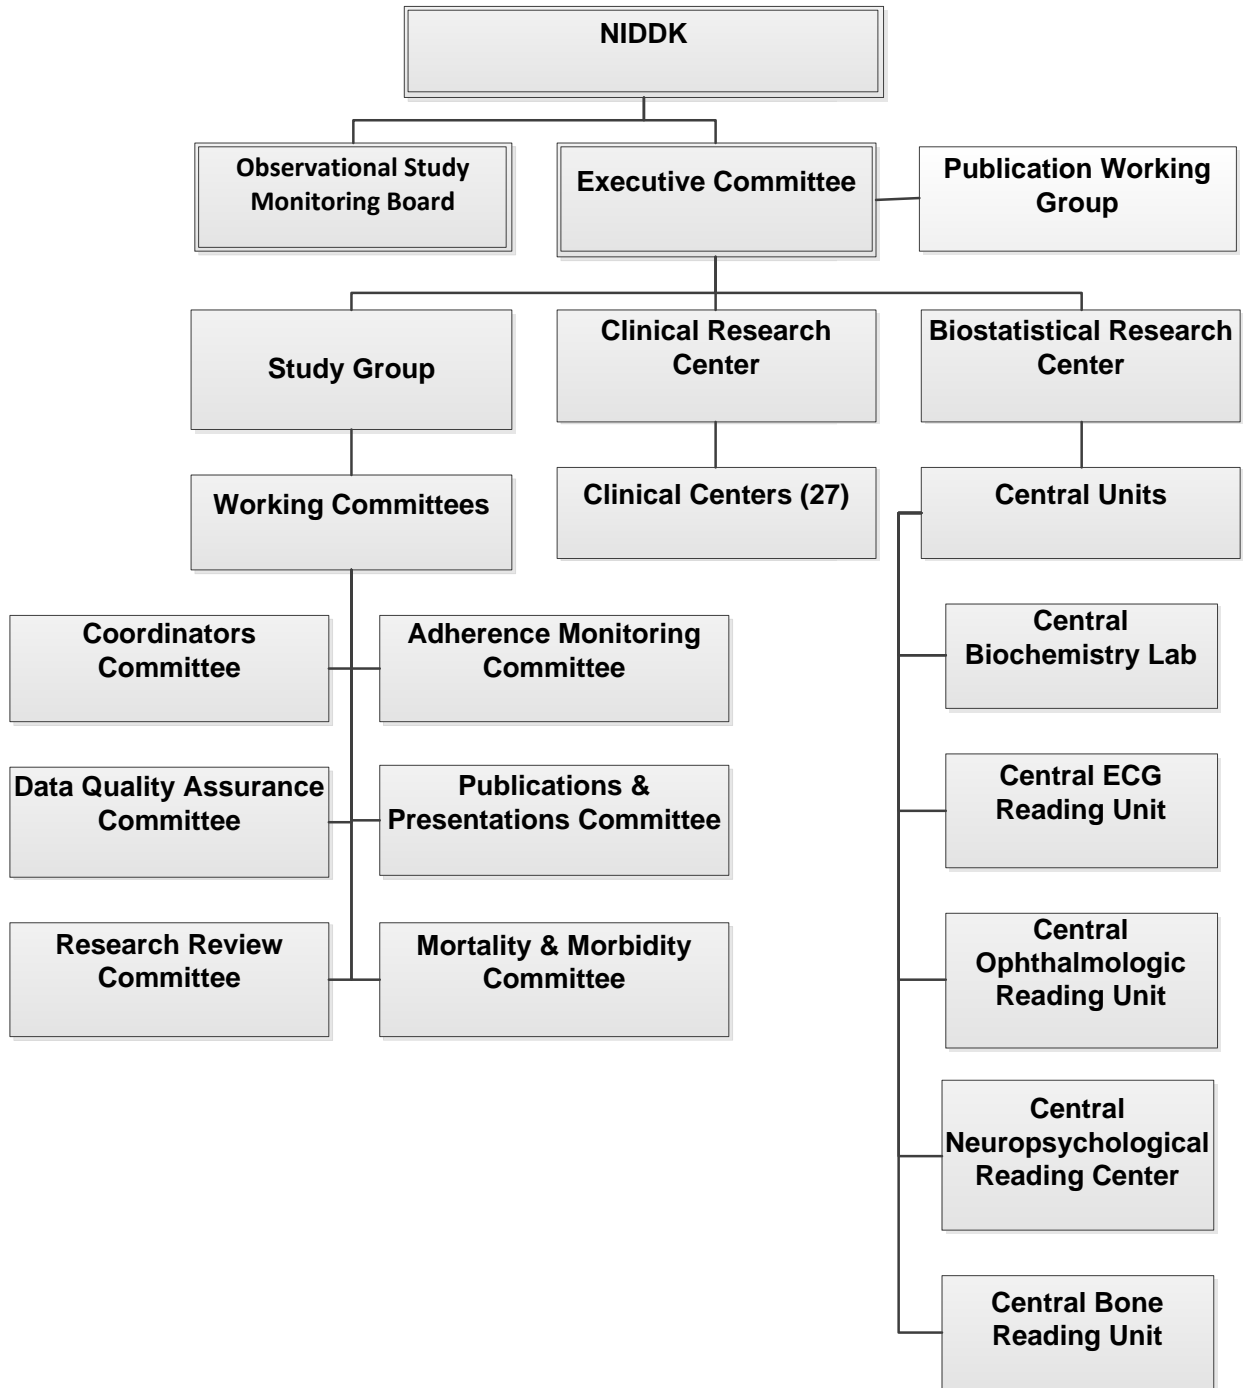 NIDDK
Observational Study
Monitoring Board
Executive Committee
Publication Working
Group
Study Group
Clinical Research
Center
Biostatistical Research
Center
Working Committees
Clinical Centers (27)
Central Units
Coordinators
Committee
Adherence Monitoring
Committee
Data Quality Assurance
Committee
Publications &
Presentations Committee
Research Review
Committee
Mortality & Morbidity
Committee
Central
Biochemistry Lab
Central ECG
Reading Unit
Central
Ophthalmologic
Reading Unit
Central
Neuropsychological
Reading Center
Central Bone
Reading Unit